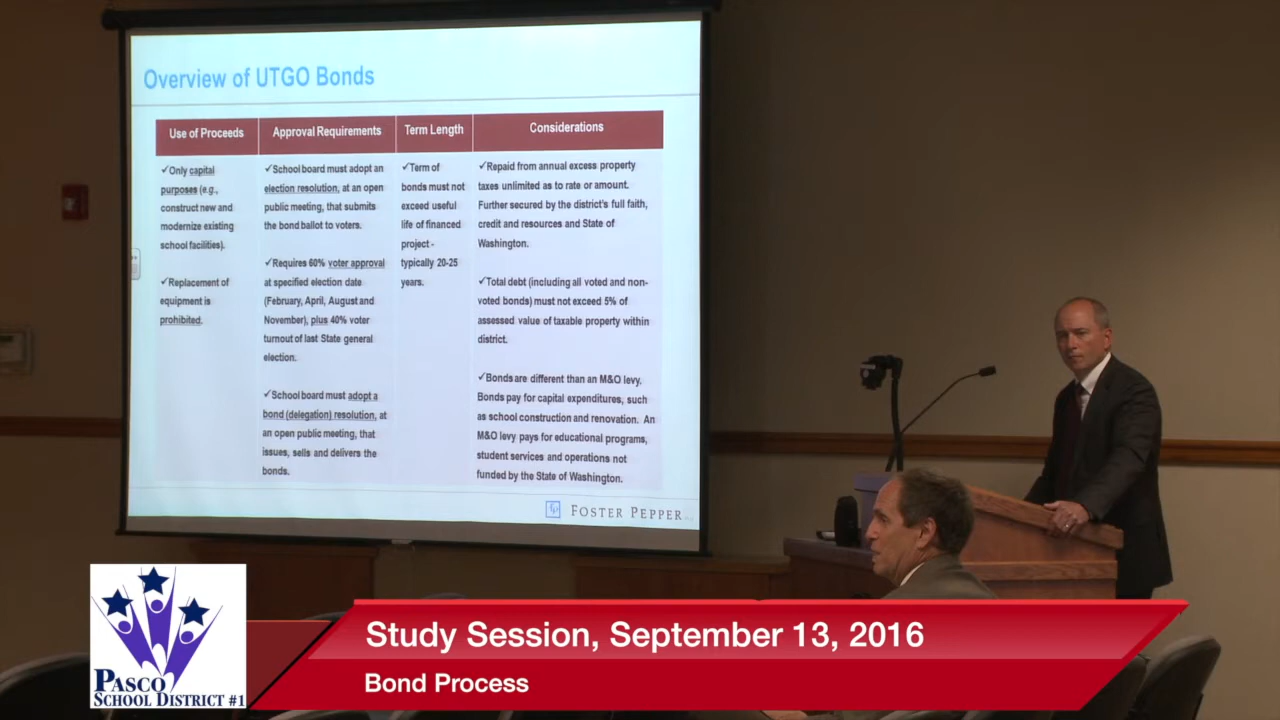 Overview of UTGO Bonds
Use of Proceeds
Approval Requirements
Term Length
Considerations
✓Only capital
purposes (e.g.,
construct new and
modernize existing
school facilities).
✓Replacement of
equipment is
prohibited.
✓School board must adopt an
election resolution, at an open
public meeting, that submits
the bond ballot to voters.
✓Requires 60% voter approval
at specified election date
(February, April, August and
November), plus 40% voter
turnout of last State general
election.
✓School board must adopt a
bond (delegation) resolution, at
an open public meeting, that
issues, sells and delivers the
bonds.
✓Term of
bonds must not
exceed useful
life of financed
project -
typically 20-25
years.
✓Repaid from annual excess property
taxes unlimited as to rate or amount.
Further secured by the district's full faith,
credit and resources and State of
Washington.
✓Total debt (including all voted and non-
voted bonds) must not exceed 5% of
assessed value of taxable property within
district.
✓Bonds are different than an M&O levy.
Bonds pay for capital expenditures, such
as school construction and renovation. An
M&O levy pays for educational programs,
student services and operations not
funded by the State of Washington.
FOSTER PEPPER
Study Session, September 13, 2016
Bond Process
PASCO
SCHOOL DISTRICT #1